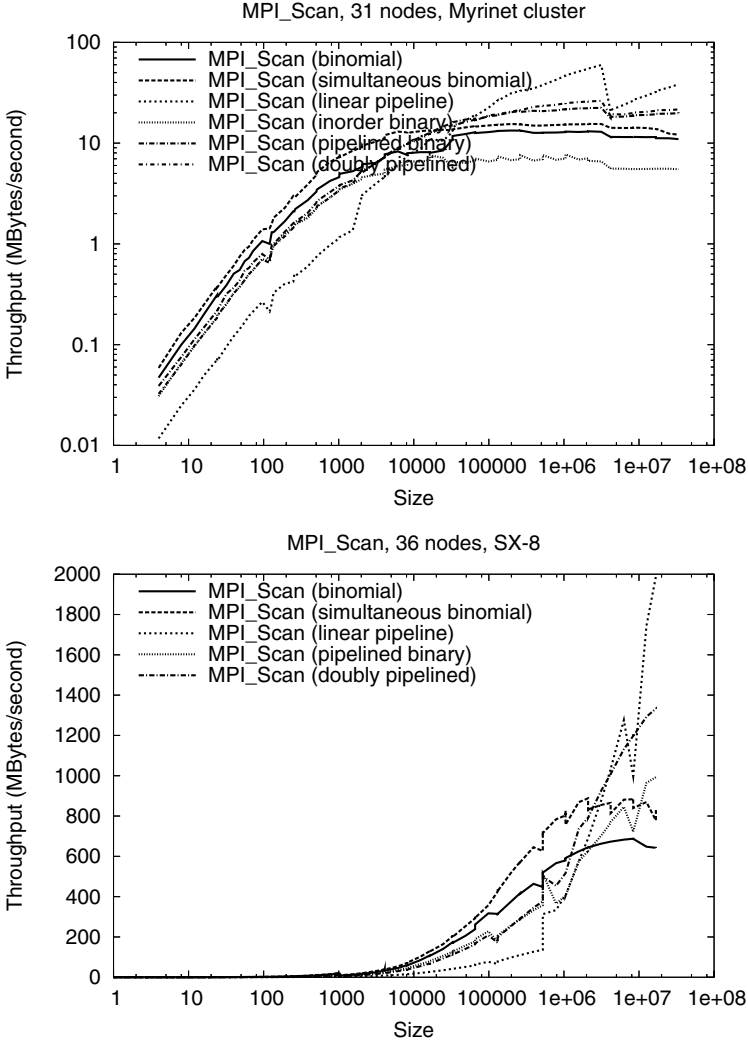 MPI_Scan, 31 nodes, Myrinet cluster
100
10
1
0.1
0.01
Throughput (MBytes/second)
MPI_Scan (binomial)
MPI_Scan (simultaneous binomial)
MPI_Scan (linear pipeline)
MPI_Scan (inorder binary)
MPI_Scan (pipelined binary)
MPI_Scan (doubly pipelined)
1 10 100 1000 10000 100000 1e+06 1e+07 1e+08
Size
MPI_Scan, 36 nodes, SX-8
2000
1800
1600
1400
1200
1000
800
600
400
200
0
Throughput (MBytes/second)
MPI_Scan (binomial)
MPI_Scan (simultaneous binomial)
MPI_Scan (linear pipeline)
MPI_Scan (pipelined binary)
MPI_Scan (doubly pipelined)
1 10 100 1000 10000 100000 1e+06 1e+07 1e+08
Size